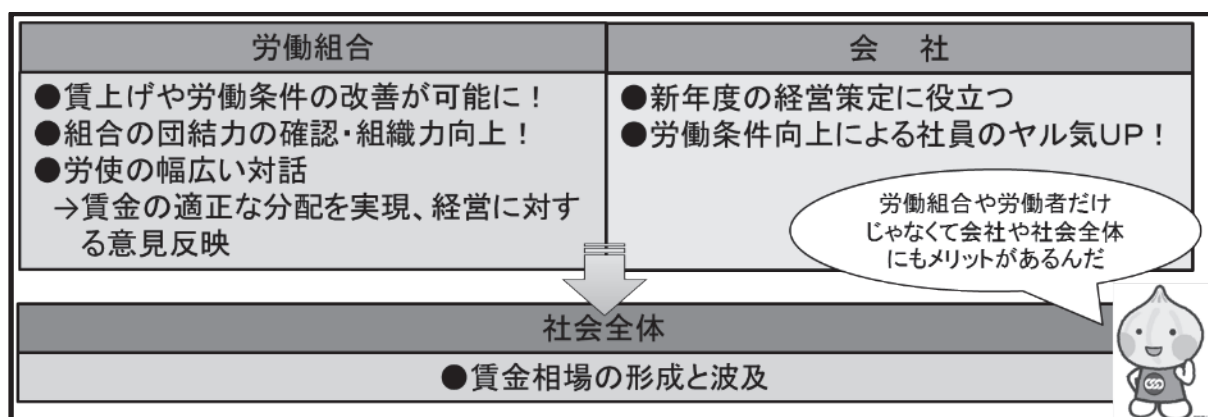 労働組合
●賃上げや労働条件の改善が可能に！
●組合の団結力の確認・組織力向上！
●労使の幅広い対話
→賃金の適正な分配を実現、経営に対す
る意見反映
会　社
●新年度の経営策定に役立つ
●労働条件向上による社員のヤル気UP！
労働組合や労働者だけ
じゃなくて会社や社会全体
にもメリットがあるんだ
社会全体
●賃金相場の形成と波及